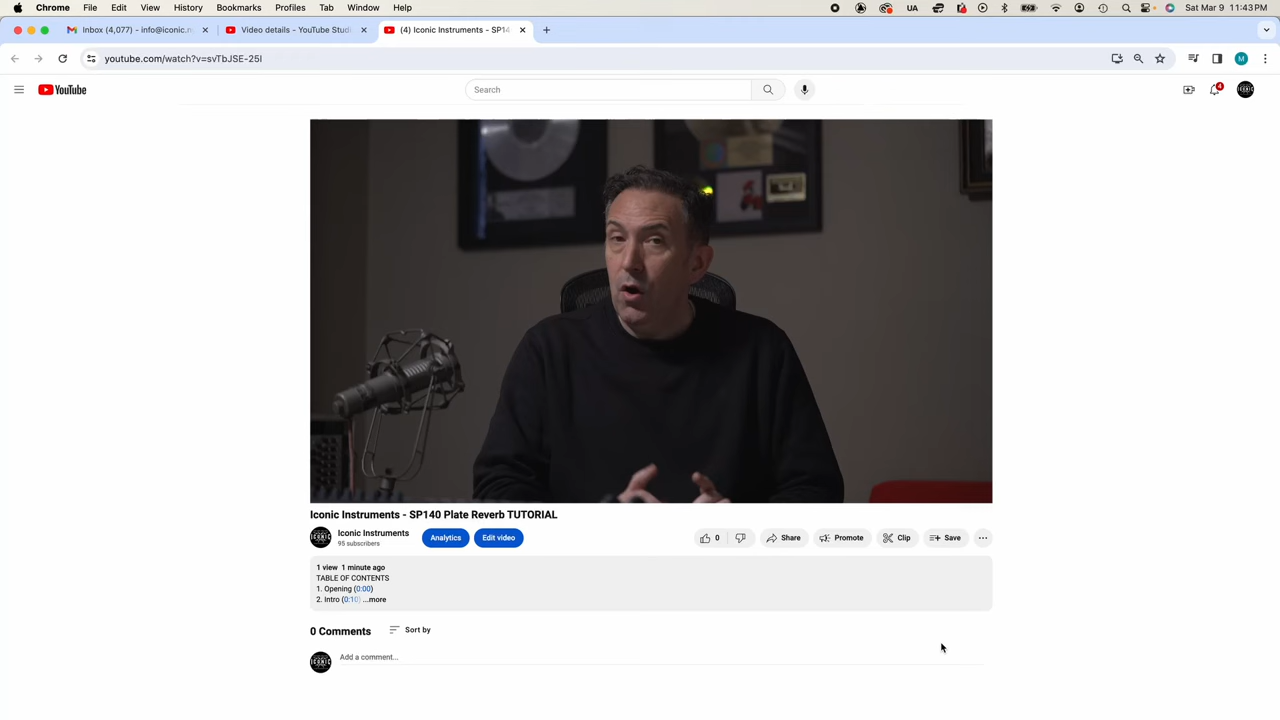 Chrome File Edit View History Bookmarks Profiles Tab Window Help UA Sat Mar 9 11:43 PM
Inbox (4,077) - info@iconic.ru Video details - YouTube Studi (4) Iconic Instruments - SP14
youtube.com/watch?v=svTbJSE-25I M
YouTube Search 4
Iconic Instruments - SP140 Plate Reverb TUTORIAL
Iconic Instruments
95 subscribers
Analytics Edit video 0 Share Promote Clip Save
1 view 1 minute ago
TABLE OF CONTENTS
1. Opening (0:00)
2. Intro (0:10) ...more
0 Comments Sort by
ICONIC Add a comment...